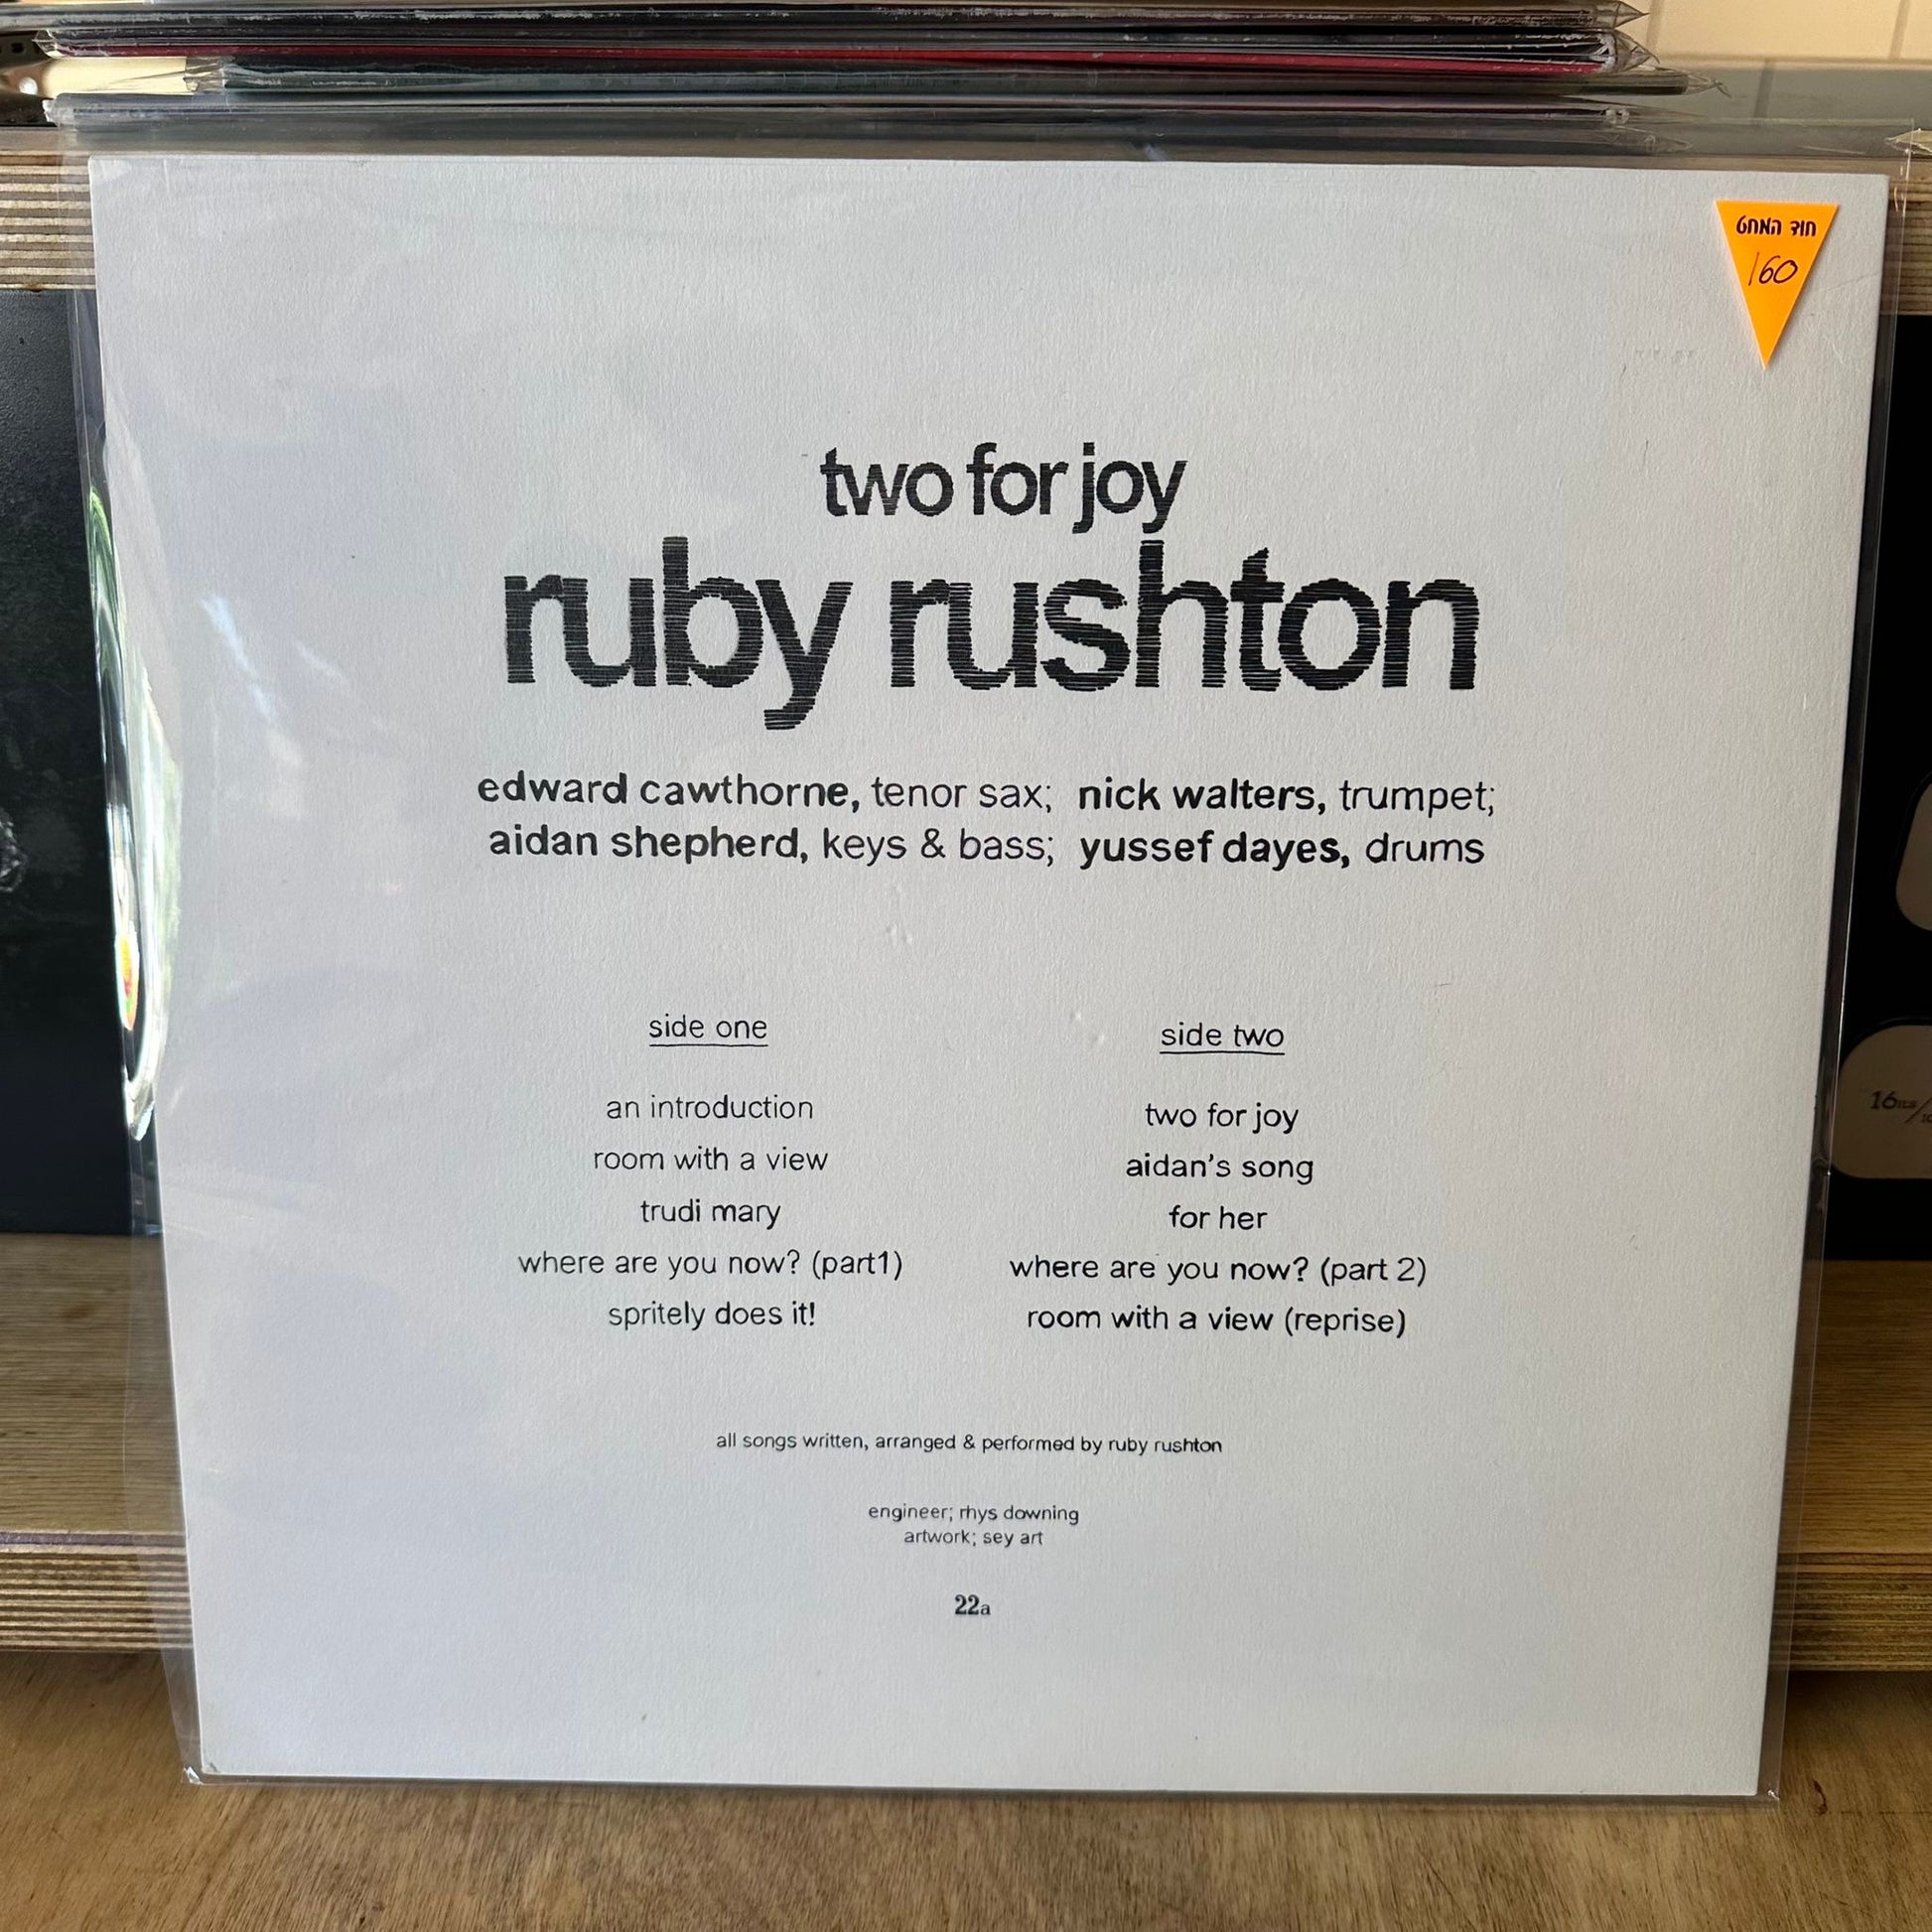 חוד המחט
160
two for joy
ruby rushton
edward cawthorne, tenor sax; nick walters, trumpet;
aidan shepherd, keys & bass; yussef dayes, drums
side one
an introduction
room with a view
trudi mary
where are you now? (part1)
spritely does it!
side two
two for joy
aidan's song
for her
where are you now? (part 2)
room with a view (reprise)
all songs written, arranged & performed by ruby rushton
engineer; rhys downing
artwork; sey art
22a